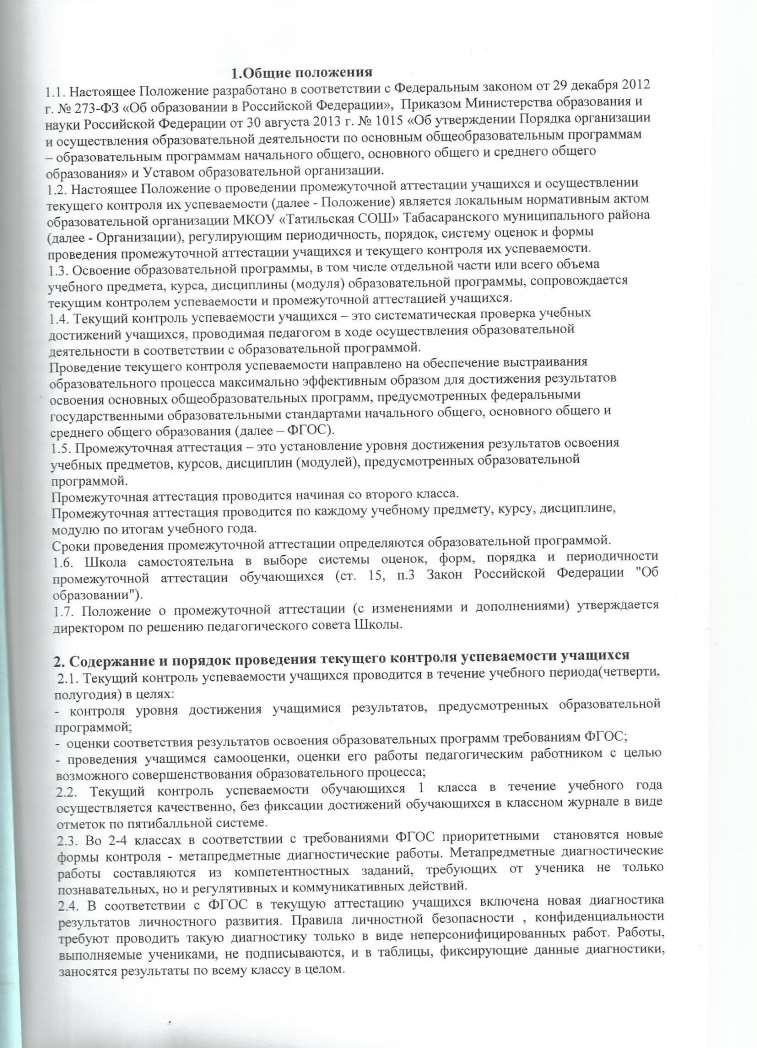 1.Общие положения
1.1. Настоящее Положение разработано в соответствии с Федеральным законом от 29 декабря 2012
г. № 273-ФЗ «Об образовании в Российской Федерации»,  Приказом Министерства образования и
науки Российской Федерации от 30 августа 2013 г. № 1015 «Об утверждении Порядка организации
и осуществления образовательной деятельности по основным общеобразовательным программам
– образовательным программам начального общего, основного общего и среднего общего
образования» и Уставом образовательной организации.
1.2. Настоящее Положение о проведении промежуточной аттестации учащихся и осуществлении
текущего контроля их успеваемости (далее - Положение) является локальным нормативным актом
образовательной организации МКОУ «Татильская СОШ» Табасаранского муниципального района
(далее - Организации), регулирующим периодичность, порядок, систему оценок и формы
проведения промежуточной аттестации учащихся и текущего контроля их успеваемости.
1.3. Освоение образовательной программы, в том числе отдельной части или всего объема
учебного предмета, курса, дисциплины (модуля) образовательной программы, сопровождается
текущим контролем успеваемости и промежуточной аттестацией учащихся.
1.4. Текущий контроль успеваемости учащихся – это систематическая проверка учебных
достижений учащихся, проводимая педагогом в ходе осуществления образовательной
деятельности в соответствии с образовательной программой.
Проведение текущего контроля успеваемости направлено на обеспечение выстраивания
образовательного процесса максимально эффективным образом для достижения результатов
освоения основных общеобразовательных программ, предусмотренных федеральными
государственными образовательными стандартами начального общего, основного общего и
среднего общего образования (далее – ФГОС).
1.5. Промежуточная аттестация – это установление уровня достижения результатов освоения
учебных предметов, курсов, дисциплин (модулей), предусмотренных образовательной
программой.
Промежуточная аттестация проводится начиная со второго класса.
Промежуточная аттестация проводится по каждому учебному предмету, курсу, дисциплине,
модулю по итогам учебного года.
Сроки проведения промежуточной аттестации определяются образовательной программой.
1.6. Школа самостоятельна в выборе системы оценок, форм, порядка и периодичности
промежуточной аттестации обучающихся (ст. 15, п.3 Закон Российской Федерации "Об
образовании").
1.7. Положение о промежуточной аттестации (с изменениями и дополнениями) утверждается
директором по решению педагогического совета Школы.
2. Содержание и порядок проведения текущего контроля успеваемости учащихся
2.1. Текущий контроль успеваемости учащихся проводится в течение учебного периода(четверти,
полугодия) в целях:
- контроля уровня достижения учащимися результатов, предусмотренных образовательной
программой;
- оценки соответствия результатов освоения образовательных программ требованиям ФГОС;
- проведения учащимся самооценки, оценки его работы педагогическим работником с целью
возможного совершенствования образовательного процесса;
2.2. Текущий контроль успеваемости обучающихся 1 класса в течение учебного года
осуществляется качественно, без фиксации достижений обучающихся в классном журнале в виде
отметок по пятибалльной системе.
2.3. Во 2-4 классах в соответствии с требованиями ФГОС приоритетными становятся новые
формы контроля - метапредметные диагностические работы. Метапредметные диагностические
работы составляются из компетентностных заданий, требующих от ученика не только
познавательных, но и регулятивных и коммуникативных действий.
2.4. В соответствии с ФГОС в текущую аттестацию учащихся включена новая диагностика
результатов личностного развития. Правила личностной безопасности , конфиденциальности
требуют проводить такую диагностику только в виде неперсонифицированных работ. Работы,
выполняемые учениками, не подписываются, и в таблицы, фиксирующие данные диагностики,
заносятся результаты по всему классу в целом.